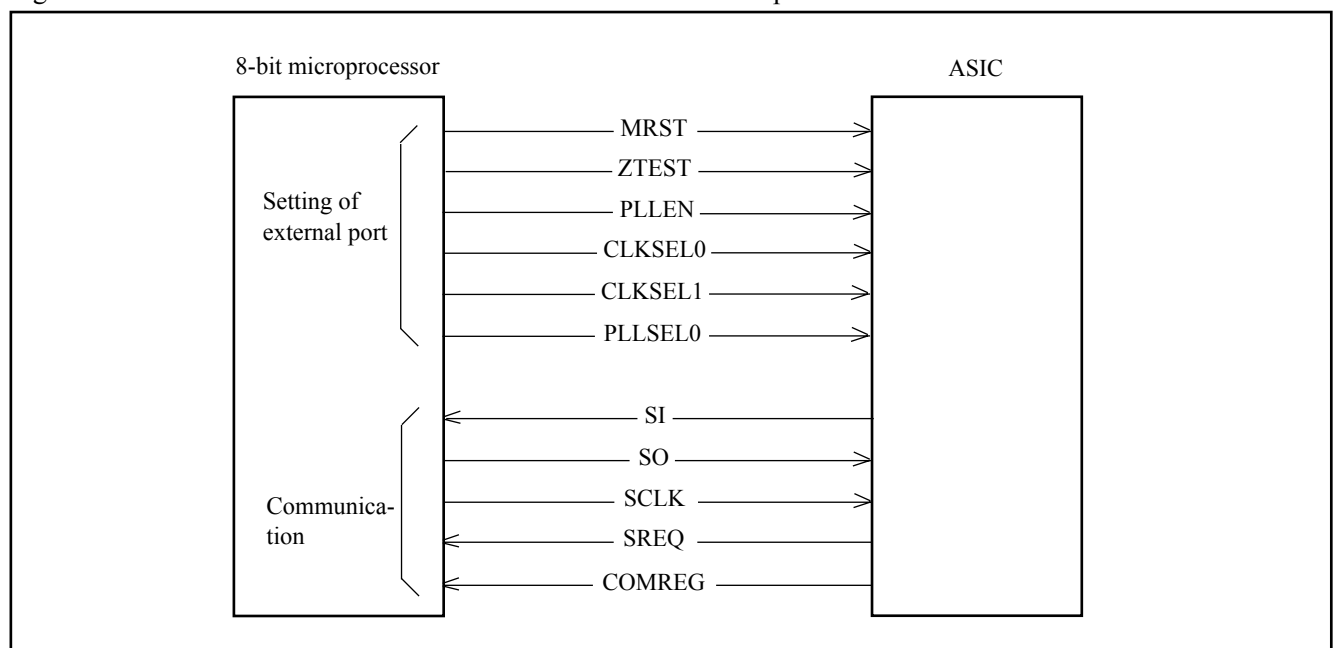 8-bit microprocessor
ASIC
MRST
ZTEST
Setting of
external port
PLLEN
CLKSEL0
CLKSEL1
PLLSEL0
SI
SO
Communica-
tion
SCLK
SREQ
COMREG